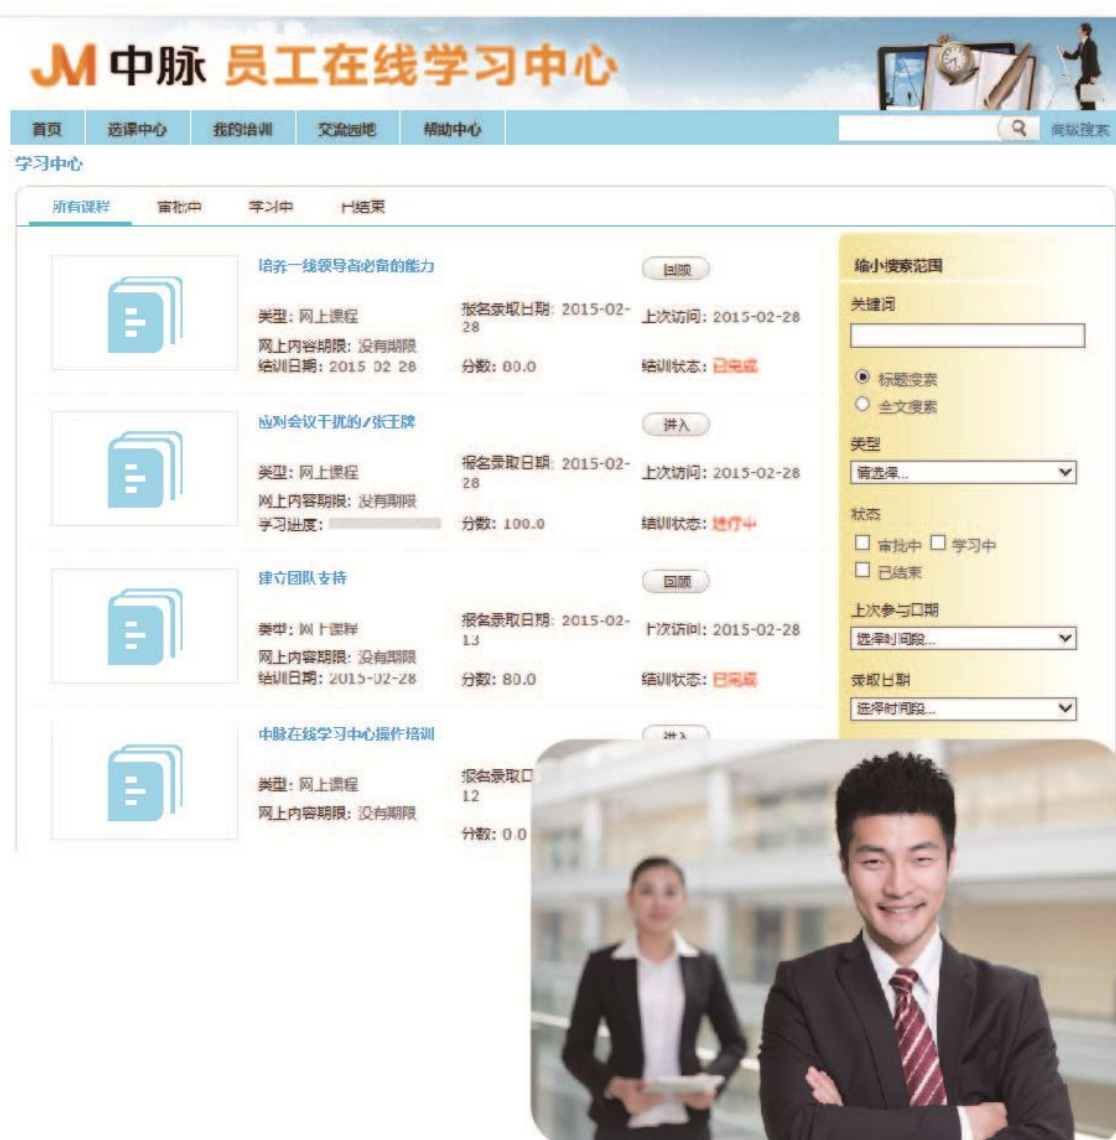 JM 中脉 员工在线学习中心
首页 选课中心 我的培训 交流园地 帮助中心 高级搜索
学习中心
所有课程 审批中 学习中 已结束
培养一线领导者必备的能力 回顾
类型: 网上课程 报名录取日期: 2015-02-28 上次访问: 2015-02-28
网上内容期限: 没有期限
结训日期: 2015-02-28 分数: 80.0 结训状态: 已完成
应对会议干扰的7张王牌 进入
类型: 网上课程 报名录取日期: 2015-02-28 上次访问: 2015-02-28
网上内容期限: 没有期限
学习进度: 分数: 100.0 结训状态: 进行中
建立团队支持 回顾
类型: 网上课程 报名录取日期: 2015-02-13 上次访问: 2015-02-28
网上内容期限: 没有期限
结训日期: 2015-02-28 分数: 80.0 结训状态: 已完成
中脉在线学习中心操作培训 进入
类型: 网上课程 报名录取 12
网上内容期限: 没有期限
分数: 0.0
缩小搜索范围
关键词
标题搜索
全文搜索
类型
请选择...
状态
审批中 学习中
已结束
上次参与日期
选择时间段...
录取日期
选择时间段...